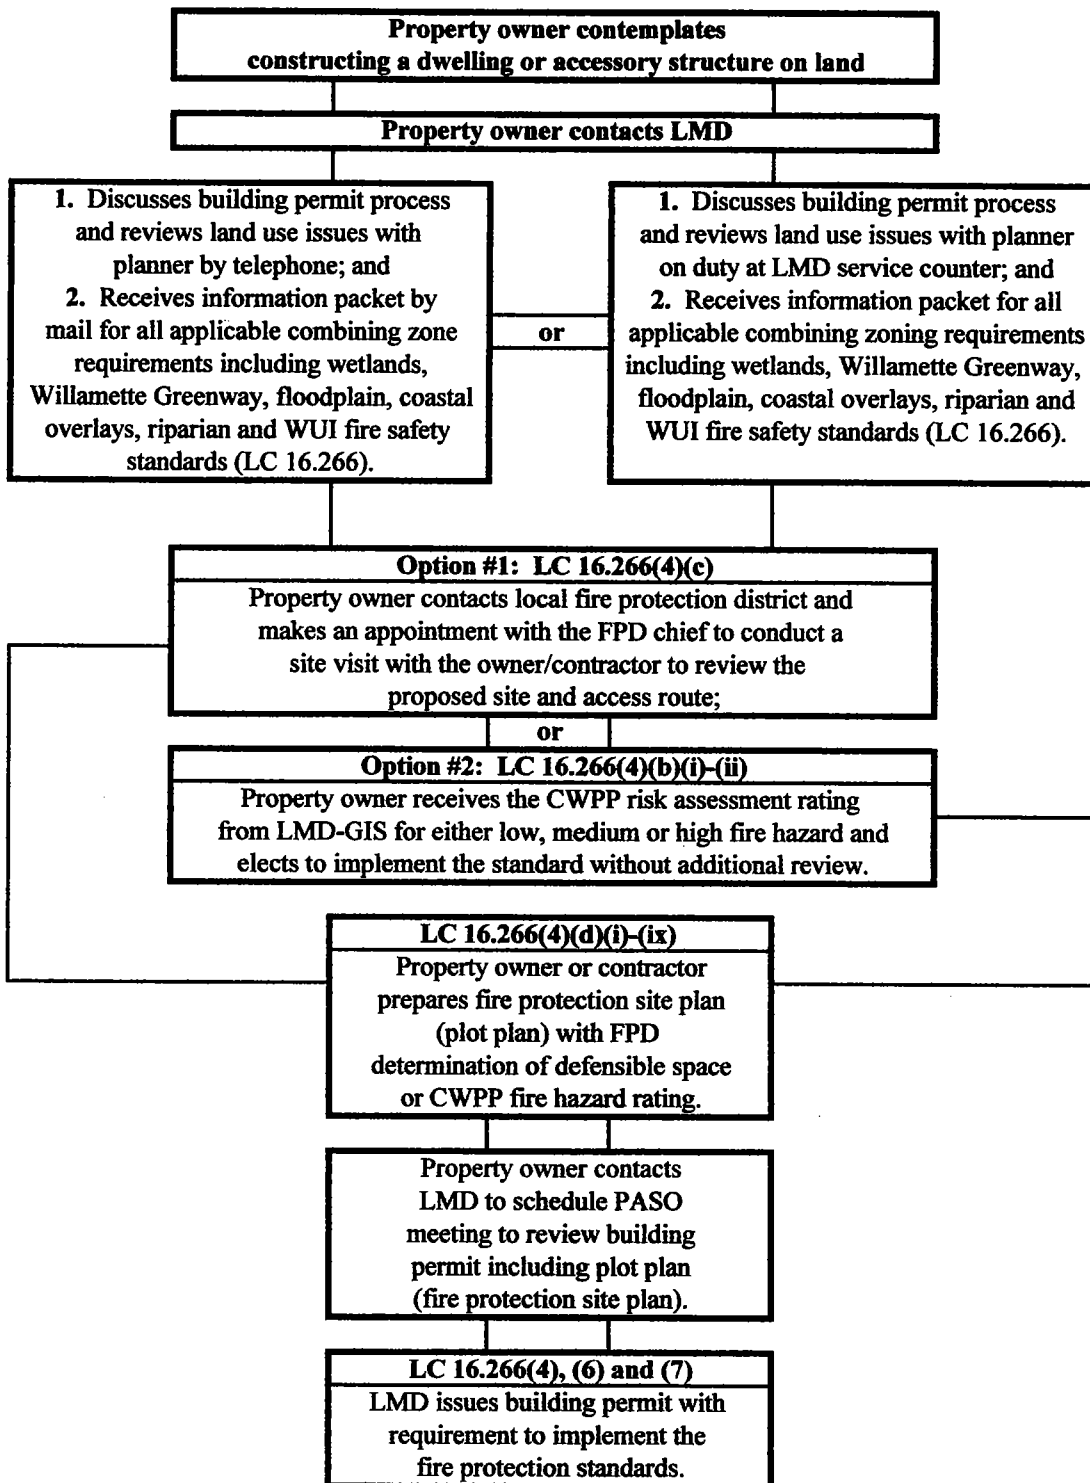 Property owner contemplates
constructing a dwelling or accessory structure on land
Property owner contacts LMD
1. Discusses building permit process
and reviews land use issues with
planner by telephone; and
2. Receives information packet by
mail for all applicable combining zone
requirements including wetlands,
Willamette Greenway, floodplain, coastal
overlays, riparian and WUI fire safety
standards (LC 16.266).
or
1. Discusses building permit process
and reviews land use issues with planner
on duty at LMD service counter; and
2. Receives information packet for all
applicable combining zoning requirements
including wetlands, Willamette Greenway,
floodplain, coastal overlays, riparian and
WUI fire safety standards (LC 16.266).
Option #1: LC 16.266(4)(c)
Property owner contacts local fire protection district and
makes an appointment with the FPD chief to conduct a
site visit with the owner/contractor to review the
proposed site and access route;
or
Option #2: LC 16.266(4)(b)(i)-(ii)
Property owner receives the CWPP risk assessment rating
from LMD-GIS for either low, medium or high fire hazard and
elects to implement the standard without additional review.
LC 16.266(4)(d)(i)-(ix)
Property owner or contractor
prepares fire protection site plan
(plot plan) with FPD
determination of defensible space
or CWPP fire hazard rating.
Property owner contacts
LMD to schedule PASO
meeting to review building
permit including plot plan
(fire protection site plan).
LC 16.266(4), (6) and (7)
LMD issues building permit with
requirement to implement the
fire protection standards.